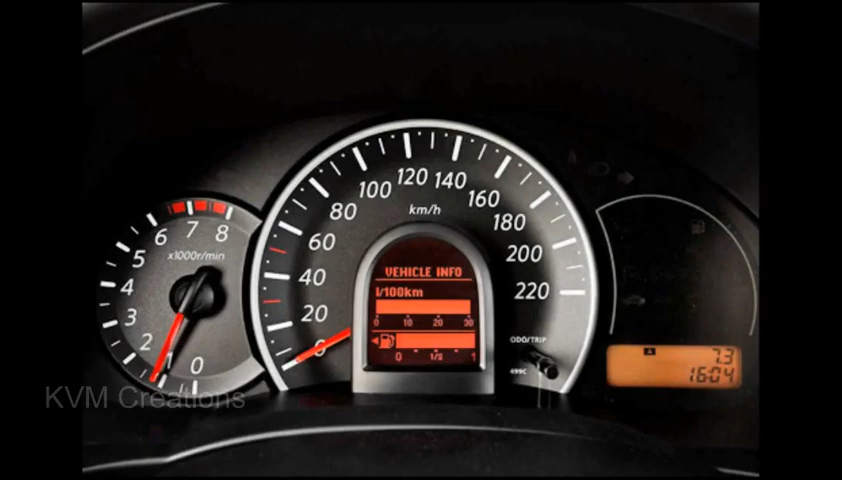 0
1
2
3
4
5
6
7
8
x1000r/min
0
20
40
60
80
100
120
140
160
180
200
220
km/h
VEHICLE INFO
l/100km
0 10 20 30
0 1/2 1
ODO/TRIP
A 7.3
16:04
KVM Creations